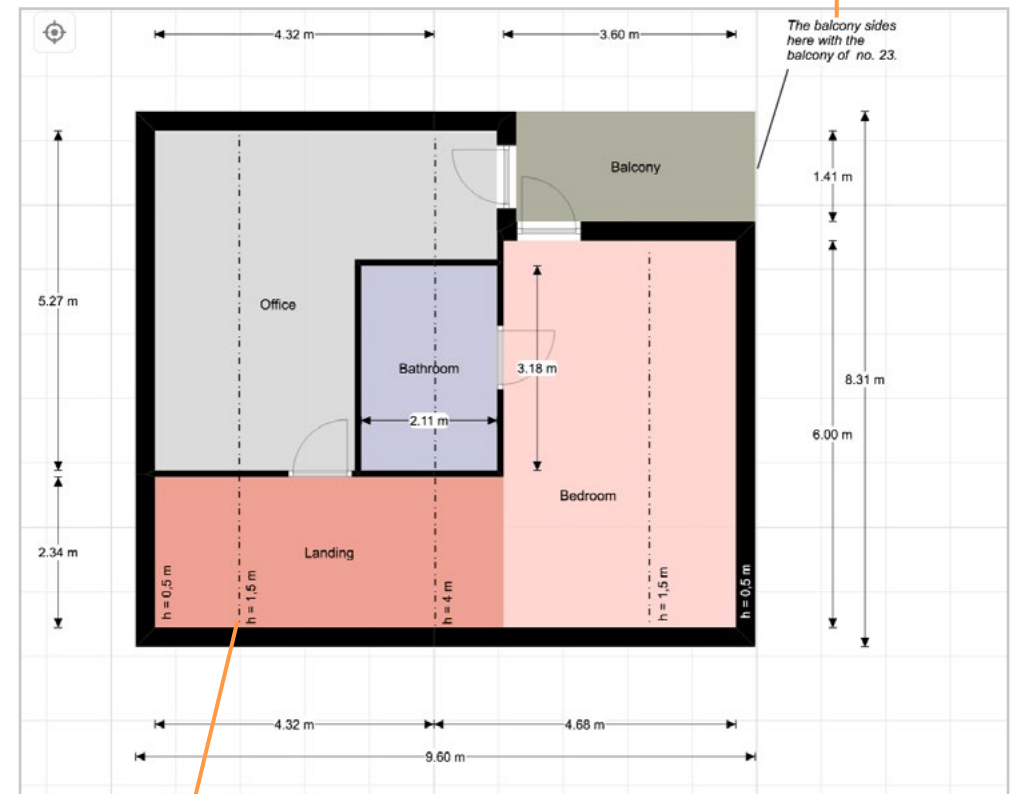 The balcony sides
here with the
balcony of no. 23.
4.32 m
3.60 m
Balcony
1.41 m
5.27 m
Office
Bathroom
3.18 m
8.31 m
2.11 m
6.00 m
Bedroom
2.34 m
Landing
h = 0,5 m
h = 1,5 m
h = 4 m
h = 1,5 m
h = 0,5 m
4.32 m
4.68 m
9.60 m